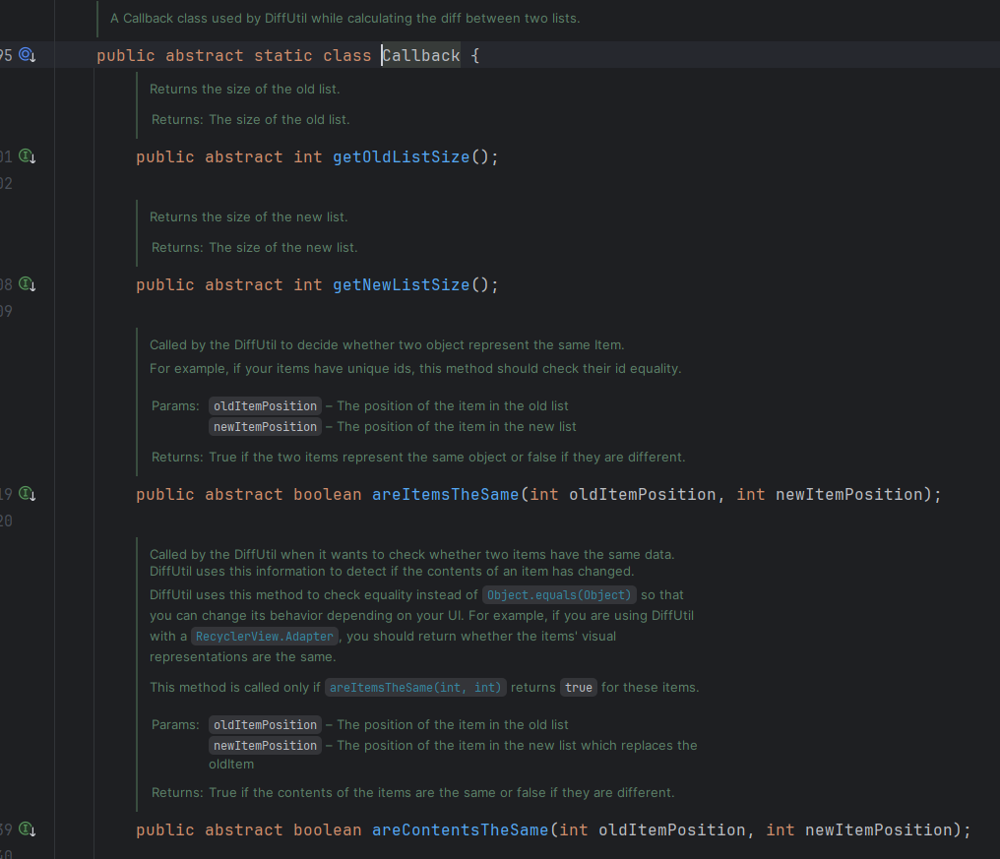 A Callback class used by DiffUtil while calculating the diff between two lists.
95 public abstract static class Callback {
Returns the size of the old list.
Returns: The size of the old list.
01 public abstract int getOldListSize();
02
Returns the size of the new list.
Returns: The size of the new list.
08 public abstract int getNewListSize();
09
Called by the DiffUtil to decide whether two object represent the same Item.
For example, if your items have unique ids, this method should check their id equality.
Params: oldItemPosition – The position of the item in the old list
newItemPosition – The position of the item in the new list
Returns: True if the two items represent the same object or false if they are different.
19 public abstract boolean areItemsTheSame(int oldItemPosition, int newItemPosition);
20
Called by the DiffUtil when it wants to check whether two items have the same data.
DiffUtil uses this information to detect if the contents of an item has changed.
DiffUtil uses this method to check equality instead of Object.equals(Object) so that
you can change its behavior depending on your UI. For example, if you are using DiffUtil
with a RecyclerView.Adapter, you should return whether the items' visual
representations are the same.
This method is called only if areItemsTheSame(int, int) returns true for these items.
Params: oldItemPosition – The position of the item in the old list
newItemPosition – The position of the item in the new list which replaces the
oldItem
Returns: True if the contents of the items are the same or false if they are different.
39 public abstract boolean areContentsTheSame(int oldItemPosition, int newItemPosition);
40